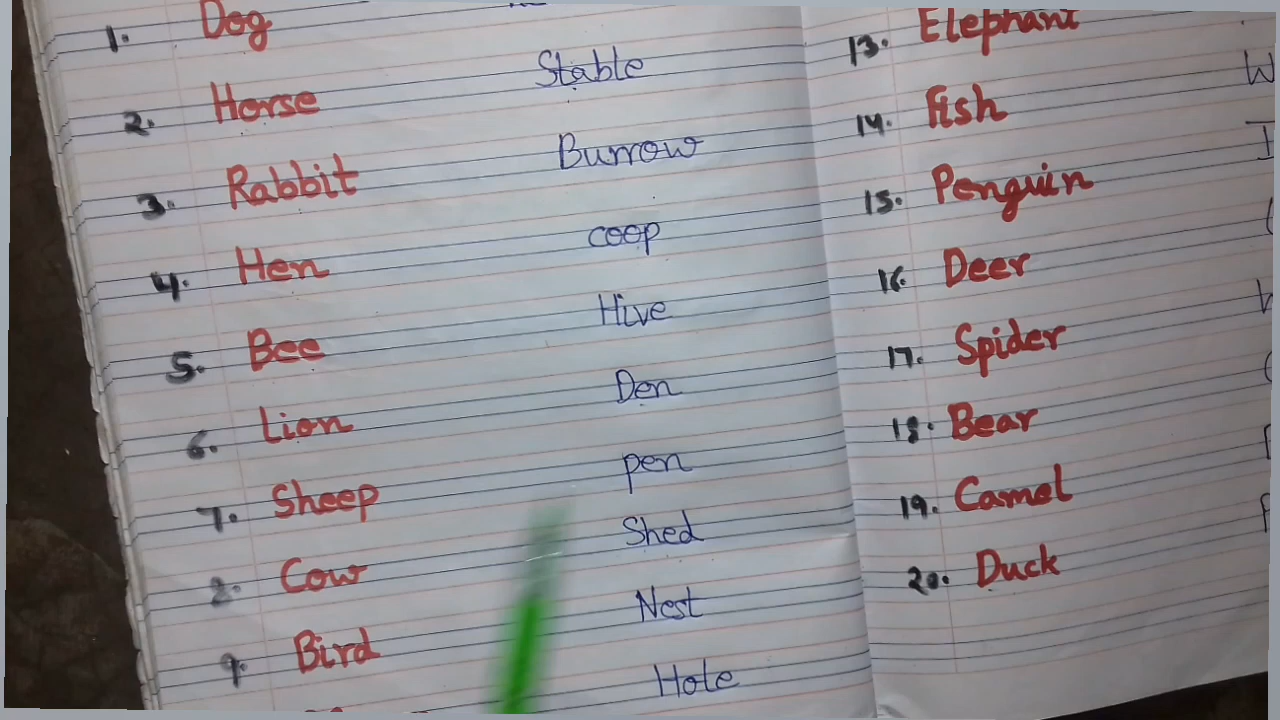 1. Dog
2. Horse Stable
3. Rabbit Burrow
4. Hen coop
5. Bee Hive
6. Lion Den
7. Sheep pen
2. Cow Shed
9. Bird Nest
Hole
13. Elephant
14. Fish
15. Penguin
16. Deer
17. Spider
18. Bear
19. Camel
20. Duck